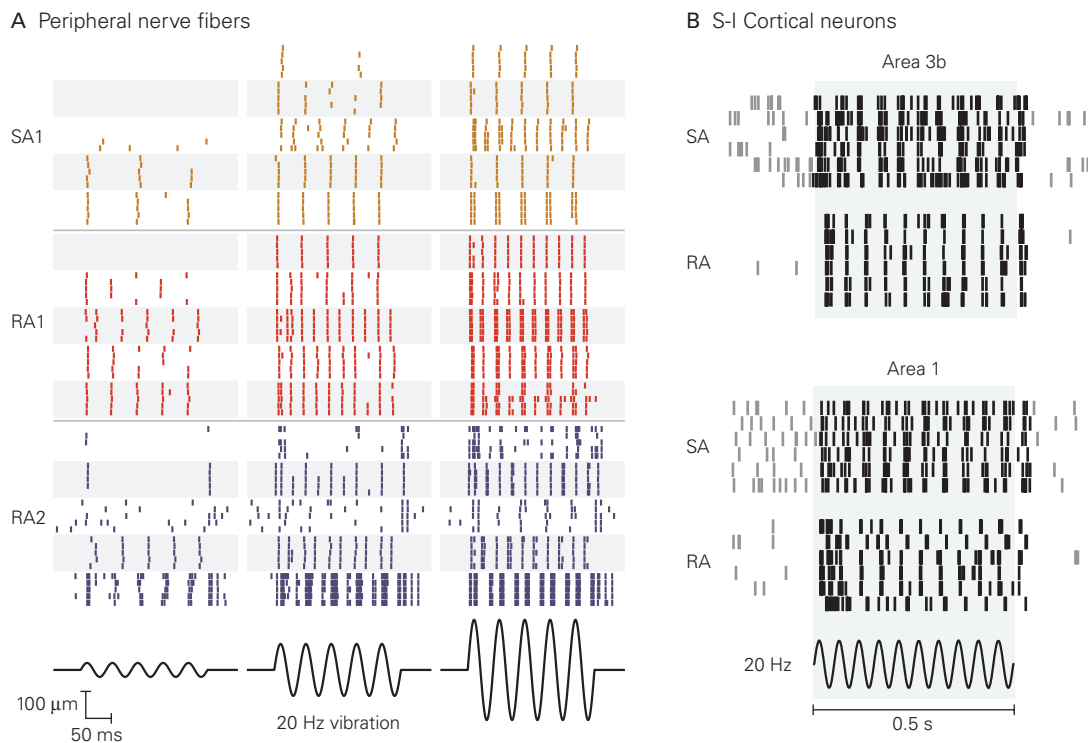 A Peripheral nerve fibers
SA1
RA1
RA2
100 μm
50 ms
20 Hz vibration
B S-I Cortical neurons
Area 3b
SA
RA
Area 1
SA
RA
20 Hz
0.5 s